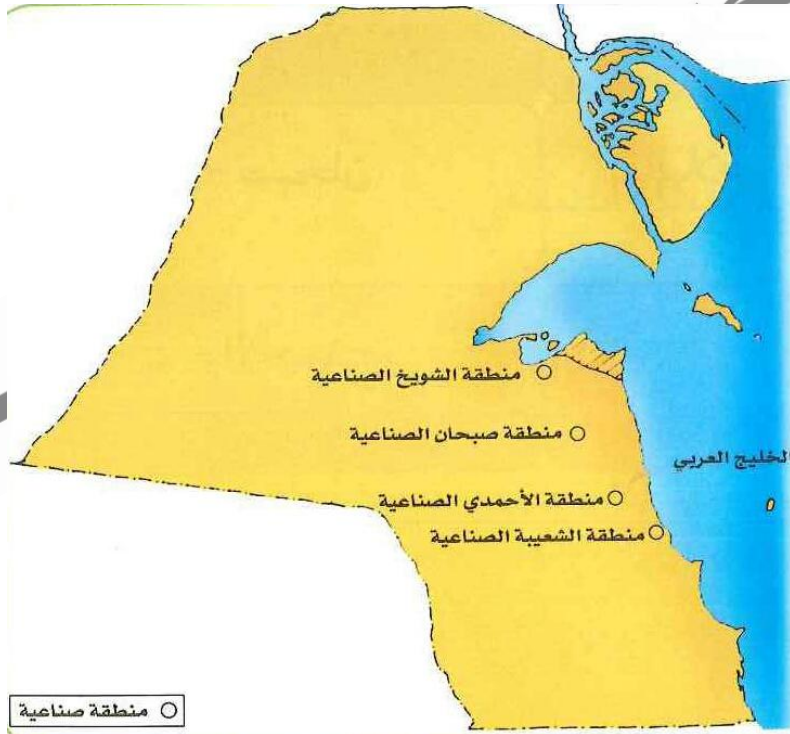 منطقة الشويخ الصناعية
منطقة صبحان الصناعية
الخليج العربي
منطقة الأحمدي الصناعية
منطقة الشعيبة الصناعية
منطقة صناعية